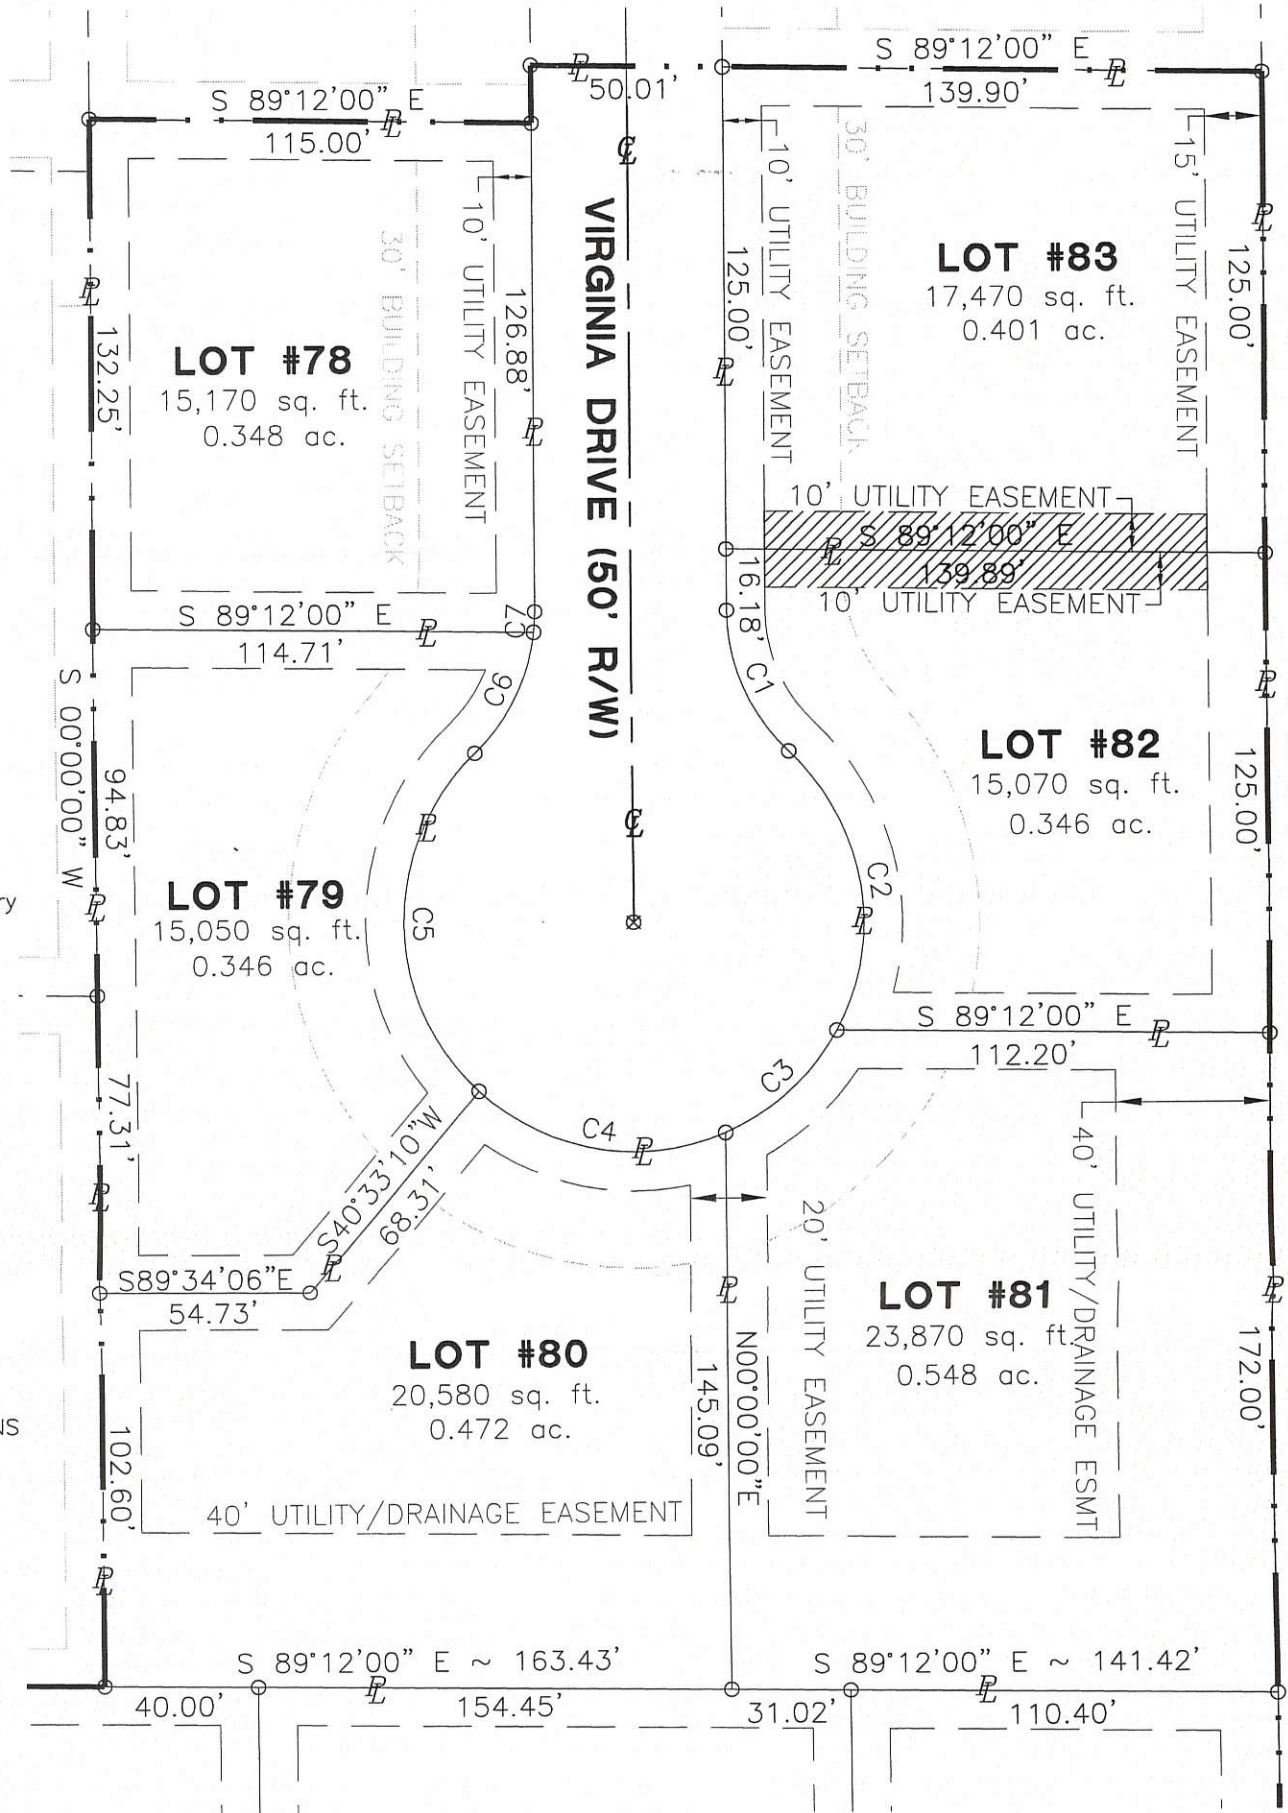 S 89°12'00" E
139.90'
50.01'
S 89°12'00" E
115.00'
PL
CL
VIRGINIA DRIVE (50' R/W)
10' UTILITY EASEMENT
30' BUILDING SETBACK
15' UTILITY EASEMENT
LOT #83
17,470 sq. ft.
0.401 ac.
125.00'
125.00'
10' UTILITY EASEMENT
30' BUILDING SETBACK
126.88'
132.25'
LOT #78
15,170 sq. ft.
0.348 ac.
10' UTILITY EASEMENT
S 89°12'00" E
139.89'
10' UTILITY EASEMENT
16.18'
C1
C7
C6
S 89°12'00" E
114.71'
S 00°00'00" W
94.83'
LOT #82
15,070 sq. ft.
0.346 ac.
125.00'
C2
LOT #79
15,050 sq. ft.
0.346 ac.
C5
ry
S 89°12'00" E
112.20'
C3
C4
77.31'
S40°33'10"W
68.31'
S89°34'06"E
54.73'
40' UTILITY/DRAINAGE ESMT
20' UTILITY EASEMENT
LOT #81
23,870 sq. ft.
0.548 ac.
172.00'
LOT #80
20,580 sq. ft.
0.472 ac.
N00°00'00"E
145.09'
NS
102.60'
40' UTILITY/DRAINAGE EASEMENT
S 89°12'00" E ~ 163.43'
S 89°12'00" E ~ 141.42'
40.00'
154.45'
31.02'
110.40'